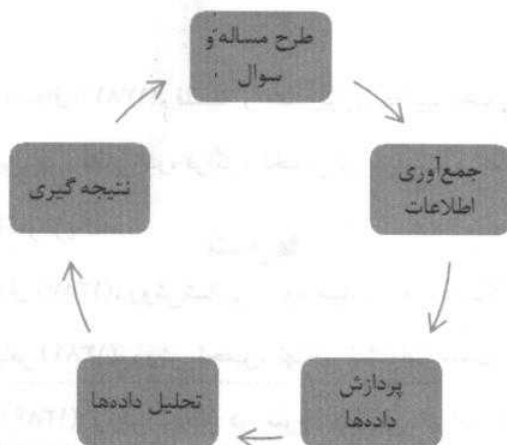 طرح مساله و
سوال
جمع‌آوری
اطلاعات
پردازش
داده‌ها
تحلیل داده‌ها
نتیجه گیری